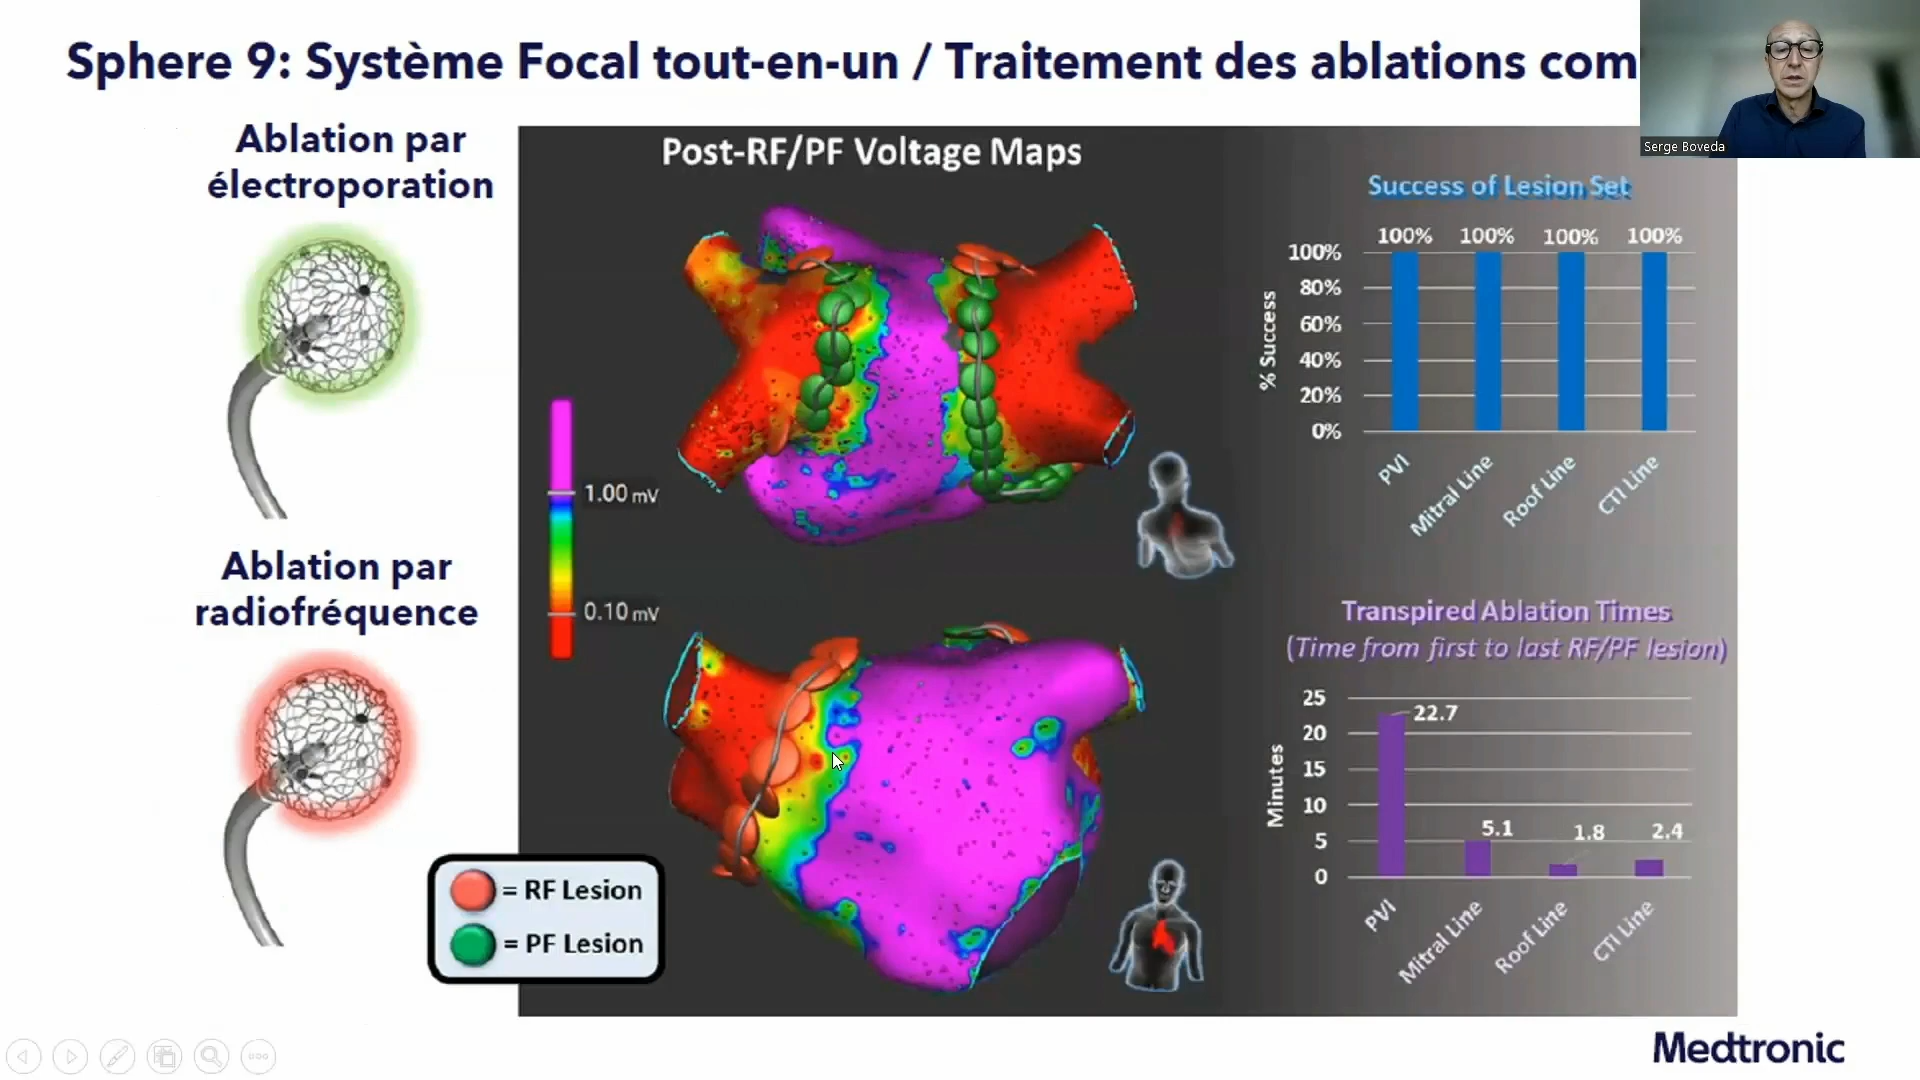 Sphere 9: Système Focal tout-en-un / Traitement des ablations com
Serge Boveda
Ablation par
électroporation
Ablation par
radiofréquence
Post-RF/PF Voltage Maps
1.00 mV
0.10 mV
= RF Lesion
= PF Lesion
Success of Lesion Set
100% 100% 100% 100%
% Success
100%
80%
60%
40%
20%
0%
PVI
Mitral Line
Roof Line
CTI Line
Transpired Ablation Times
(Time from first to last RF/PF lesion)
Minutes
25
20
15
10
5
0
22.7
5.1
1.8
2.4
PVI
Mitral Line
Roof Line
CTI Line
Medtronic